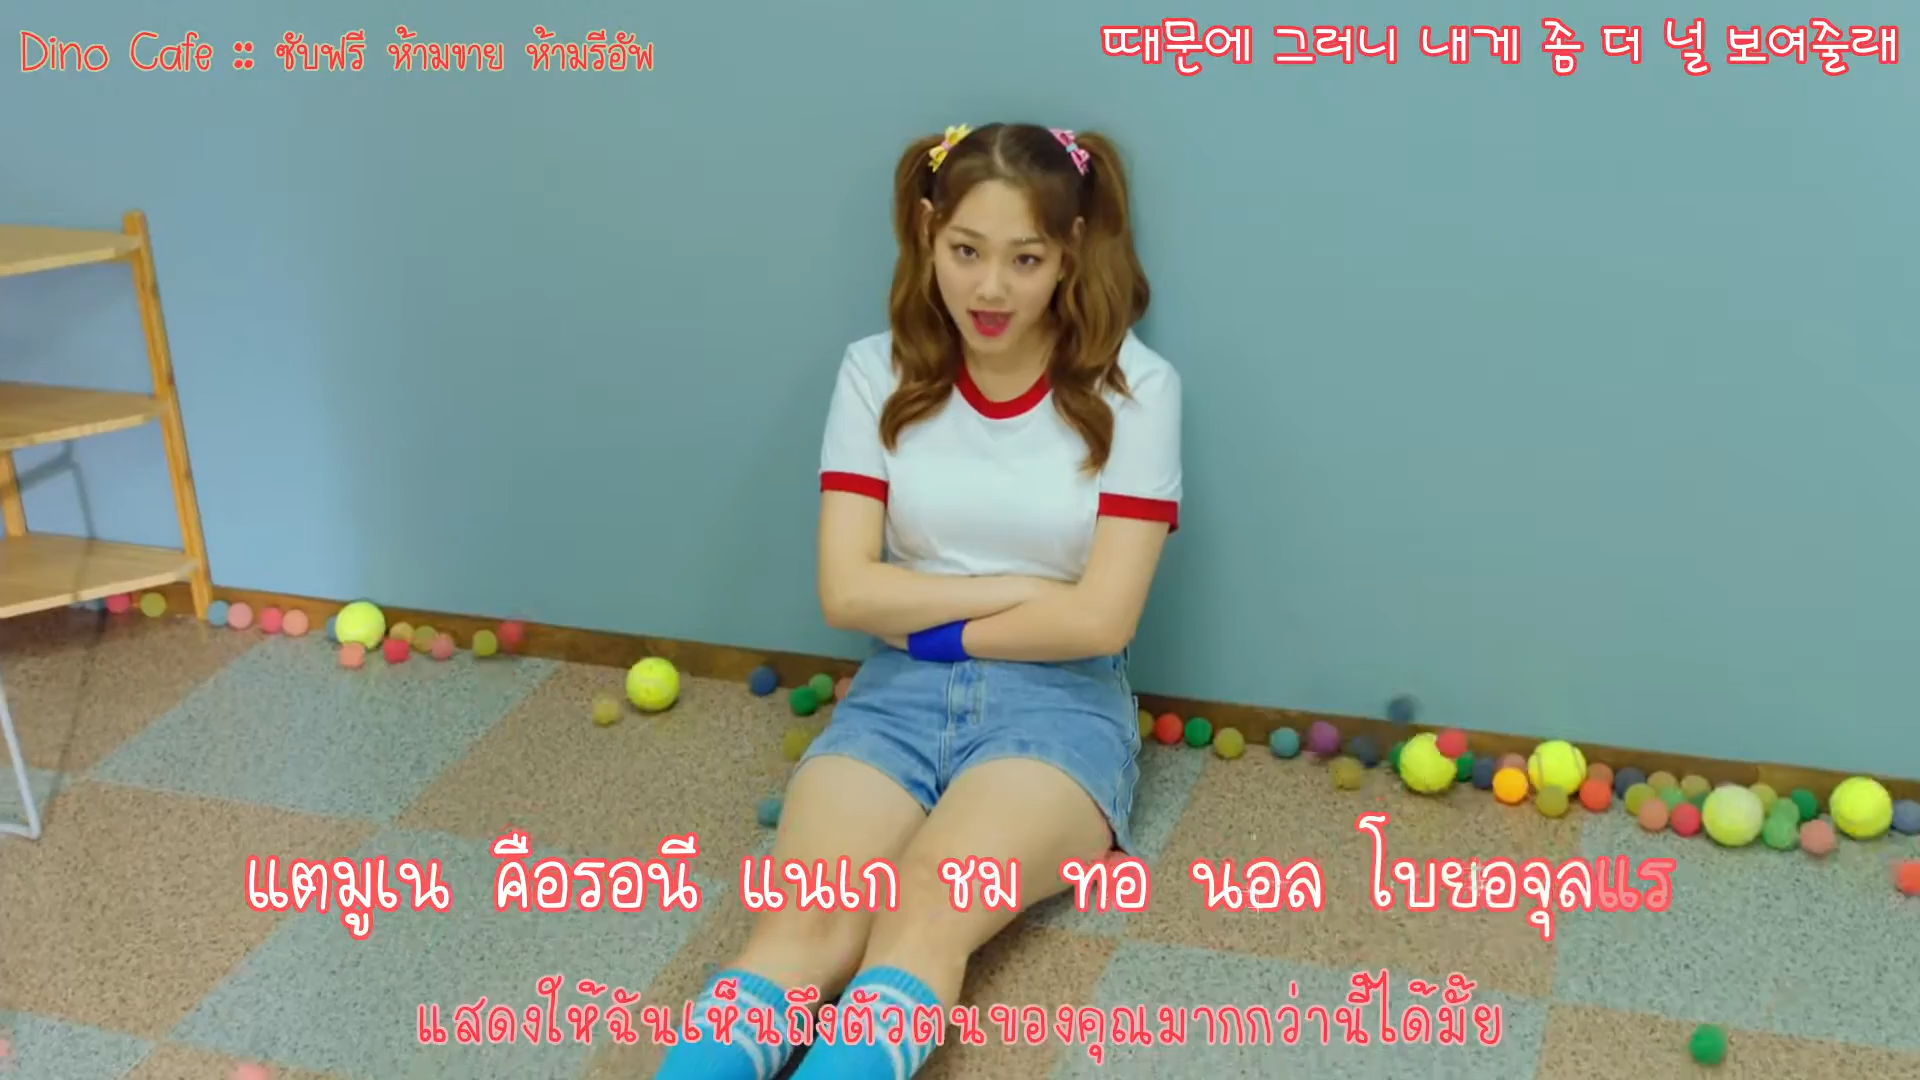 Dino Cafe :: ซับฟรี ห้ามขาย ห้ามรีอัพ
때문에 그러니 내게 좀 더 널 보여줄래
แตมูเน คือรอนี แนเก ชม ทอ นอล โบยอจุลแร
แสดงให้ฉันเห็นถึงตัวตนของคุณมากกว่านี้ได้มั้ย